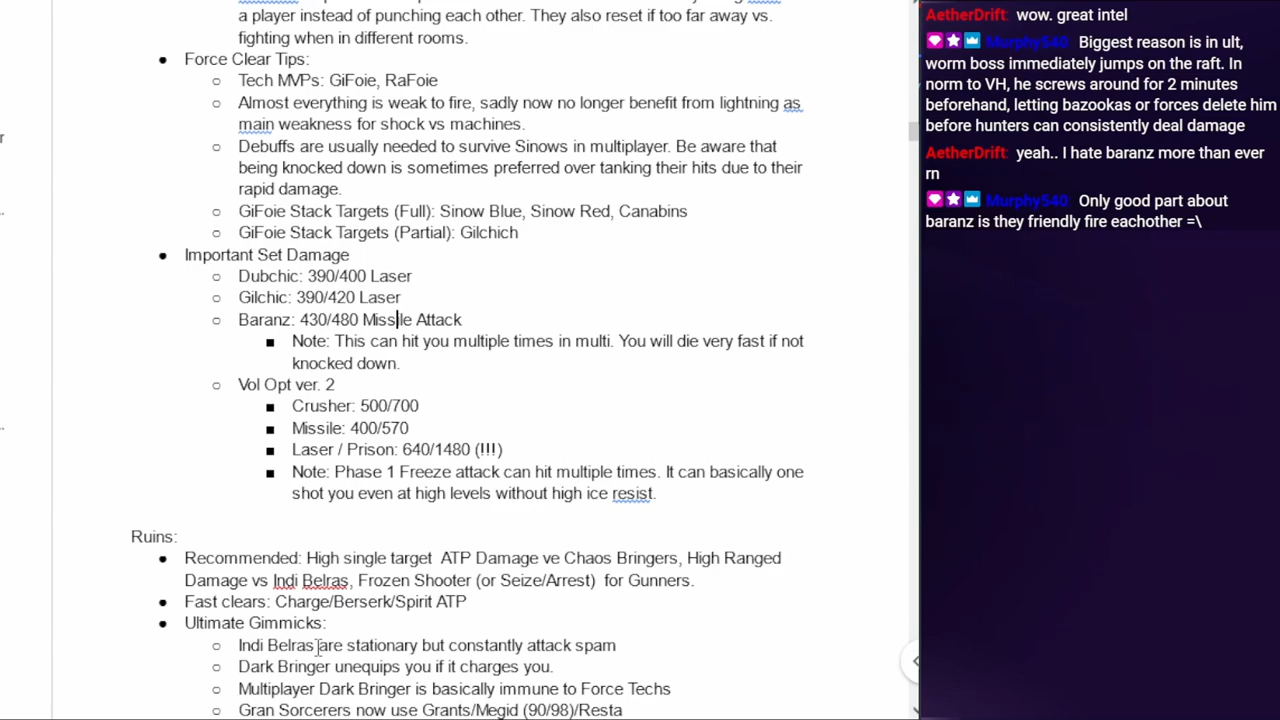 a player instead of punching each other. They also reset if too far away vs.
fighting when in different rooms.
● Force Clear Tips:
○ Tech MVPs: GiFoie, RaFoie
○ Almost everything is weak to fire, sadly now no longer benefit from lightning as
main weakness for shock vs machines.
○ Debuffs are usually needed to survive Sinows in multiplayer. Be aware that
being knocked down is sometimes preferred over tanking their hits due to their
rapid damage.
○ GiFoie Stack Targets (Full): Sinow Blue, Sinow Red, Canabins
○ GiFoie Stack Targets (Partial): Gilchich
● Important Set Damage
○ Dubchic: 390/400 Laser
○ Gilchic: 390/420 Laser
○ Baranz: 430/480 Missile Attack
■ Note: This can hit you multiple times in multi. You will die very fast if not
knocked down.
○ Vol Opt ver. 2
■ Crusher: 500/700
■ Missile: 400/570
■ Laser / Prison: 640/1480 (!!!)
■ Note: Phase 1 Freeze attack can hit multiple times. It can basically one
shot you even at high levels without high ice resist.
Ruins:
● Recommended: High single target ATP Damage ve Chaos Bringers, High Ranged
Damage vs Indi Belras, Frozen Shooter (or Seize/Arrest) for Gunners.
● Fast clears: Charge/Berserk/Spirit ATP
● Ultimate Gimmicks:
○ Indi Belras are stationary but constantly attack spam
○ Dark Bringer unequips you if it charges you.
○ Multiplayer Dark Bringer is basically immune to Force Techs
○ Gran Sorcerers now use Grants/Megid (90/98)/Resta
AetherDrift: wow. great intel
Murphy540: Biggest reason is in ult,
worm boss immediately jumps on the raft. In
norm to VH, he screws around for 2 minutes
beforehand, letting bazookas or forces delete him
before hunters can consistently deal damage
AetherDrift: yeah.. I hate baranz more than ever
rn
Murphy540: Only good part about
baranz is they friendly fire eachother =\